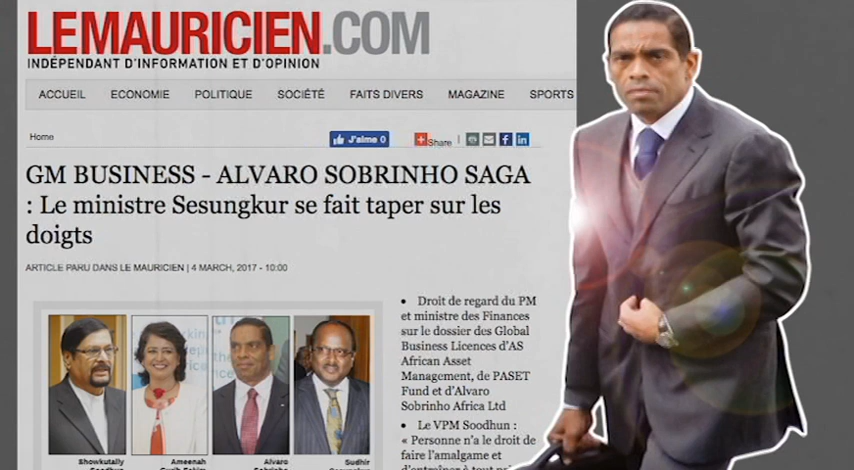 LEMAURICIEN.COM
INDÉPENDANT D'INFORMATION ET D'OPINION
ACCUEIL ECONOMIE POLITIQUE SOCIÉTÉ FAITS DIVERS MAGAZINE SPORTS
Home
J'aime 0
Share
GM BUSINESS - ALVARO SOBRINHO SAGA
: Le ministre Sesungkur se fait taper sur les
doigts
ARTICLE PARU DANS LE MAURICIEN | 4 MARCH, 2017 - 10:00
Showkutally
Ameenah
Alvaro
Sudhir
• Droit de regard du PM
et ministre des Finances
sur le dossier des Global
Business Licences d'AS
African Asset
Management, de PASET
Fund et d'Alvaro
Sobrinho Africa Ltd
• Le VPM Soodhun :
« Personne n'a le droit de
faire l'amalgame et